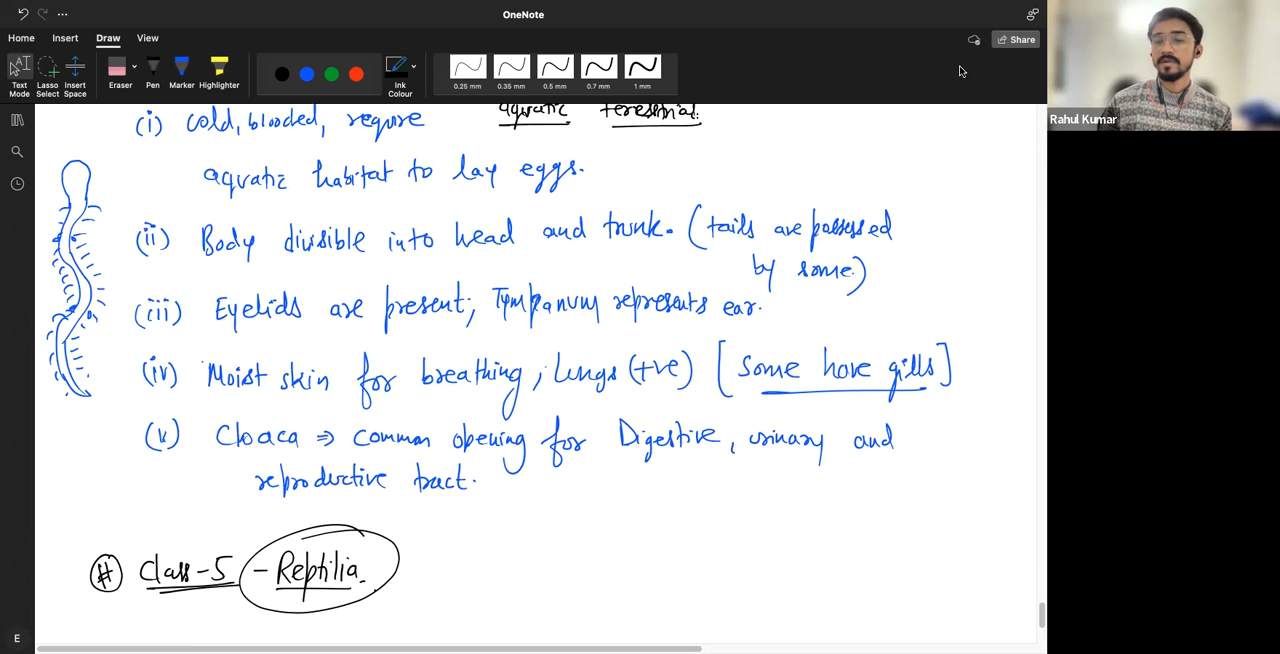 OneNote
Home Insert Draw View
Share
Text Mode
Lasso Select
Insert Space
Eraser
Pen
Marker
Highlighter
Ink Colour
0.25 mm 0.35 mm 0.5 mm 0.7 mm 1 mm
Rahul Kumar
aquatic terestrial.
(i) cold, blooded, require
aquatic habitat to lay eggs.
(ii) Body divisible into head and trunk. (tails are possessed
by some.)
(iii) Eyelids are present; Tympanum represents ear.
(iv) Moist skin for breathing, lungs (+ve) [some have gills]
(v) Cloaca ⇒ common opening for Digestive, urinary and
reproductive tract.
# Class-5 - Reptilia.
E